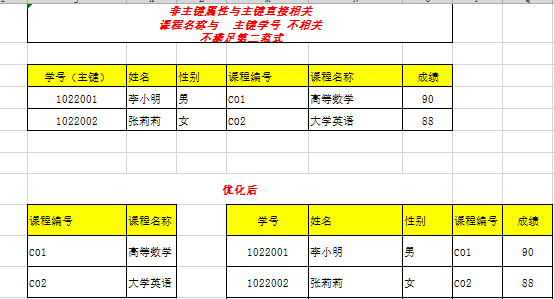 非主键属性与主键直接相关
课程名称与 主键学号 不相关
不满足第二范式
学号（主键） 姓名 性别 课程编号 课程名称 成绩
1022001 李小明 男 C01 高等数学 90
1022002 张莉莉 女 C02 大学英语 88
优化后
课程编号 课程名称
C01 高等数学
C02 大学英语
学号 姓名 性别 课程编号 成绩
1022001 李小明 男 C01 90
1022002 张莉莉 女 C02 88